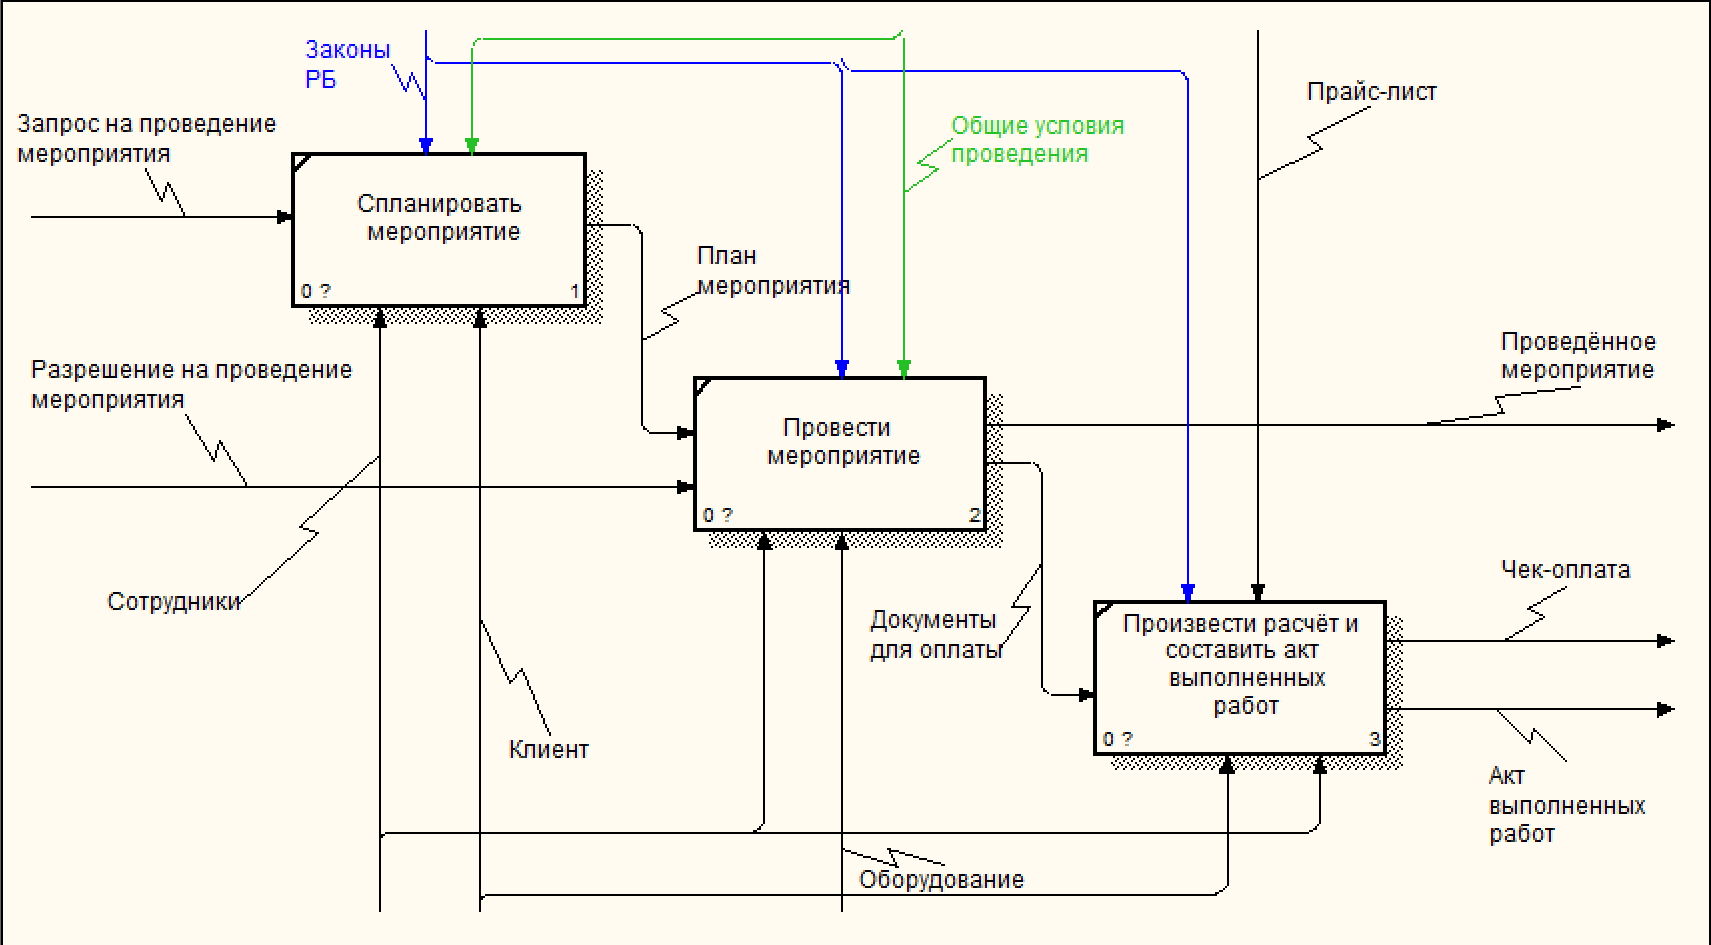 Законы
РБ
Прайс-лист
Запрос на проведение
мероприятия
Общие условия
проведения
Спланировать
мероприятие
0 ?
1
План
мероприятия
Разрешение на проведение
мероприятия
Проведённое
мероприятие
Провести
мероприятие
0 ?
2
Сотрудники
Документы
для оплаты
Чек-оплата
Произвести расчёт и
составить акт
выполненных
работ
0 ?
3
Клиент
Акт
выполненных
работ
Оборудование